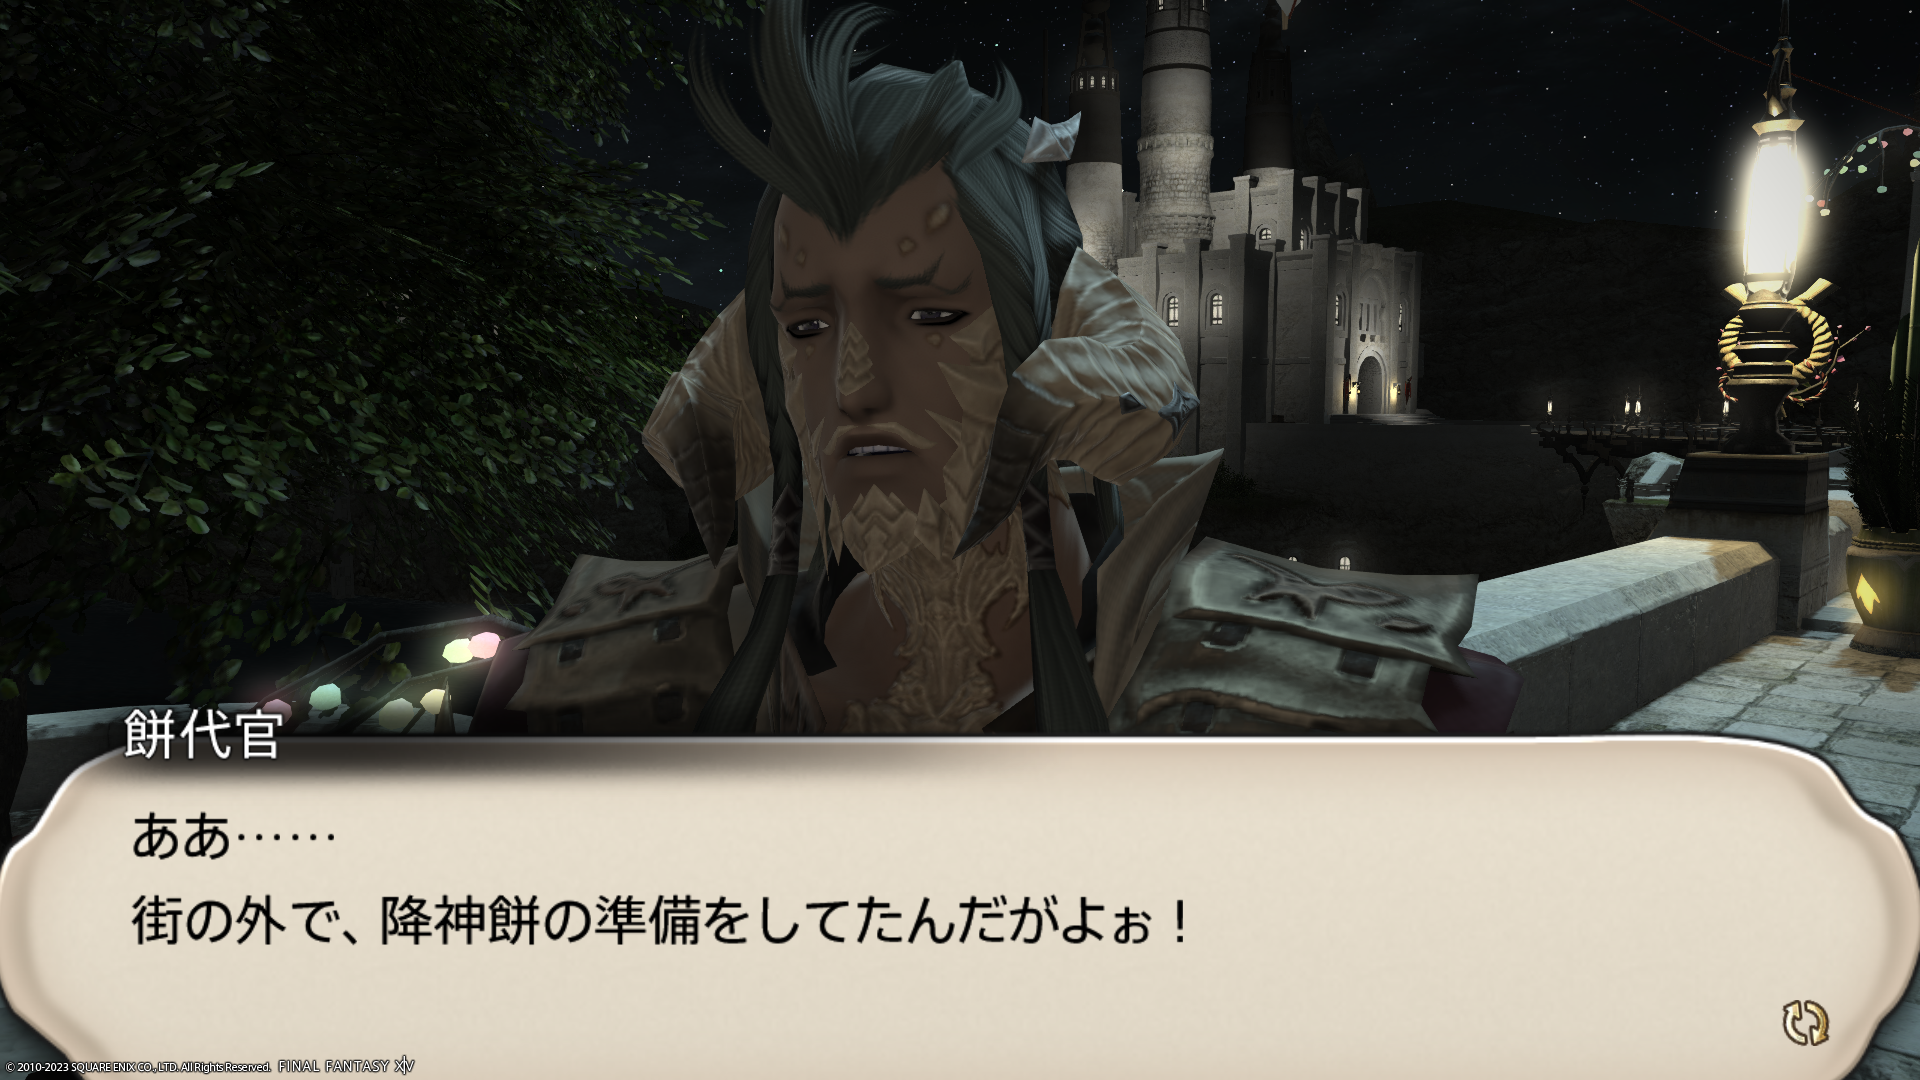 餅代官
ああ……
街の外で、降神餅の準備をしてたんだがよぉ！
© 2010-2023 SQUARE ENIX CO., LTD. All Rights Reserved. FINAL FANTASY XIV